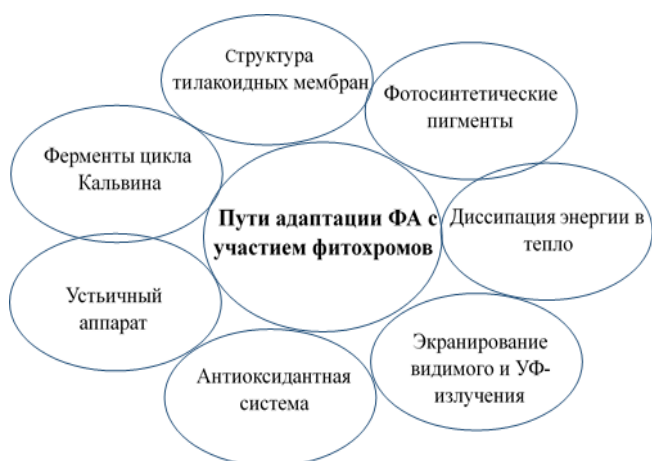 Структура
тилакоидных мембран
Фотосинтетические
пигменты
Ферменты цикла
Кальвина
Пути адаптации ФА с
участием фитохромов
Диссипация энергии в
тепло
Устьичный
аппарат
Экранирование
видимого и УФ-
излучения
Антиоксидантная
система